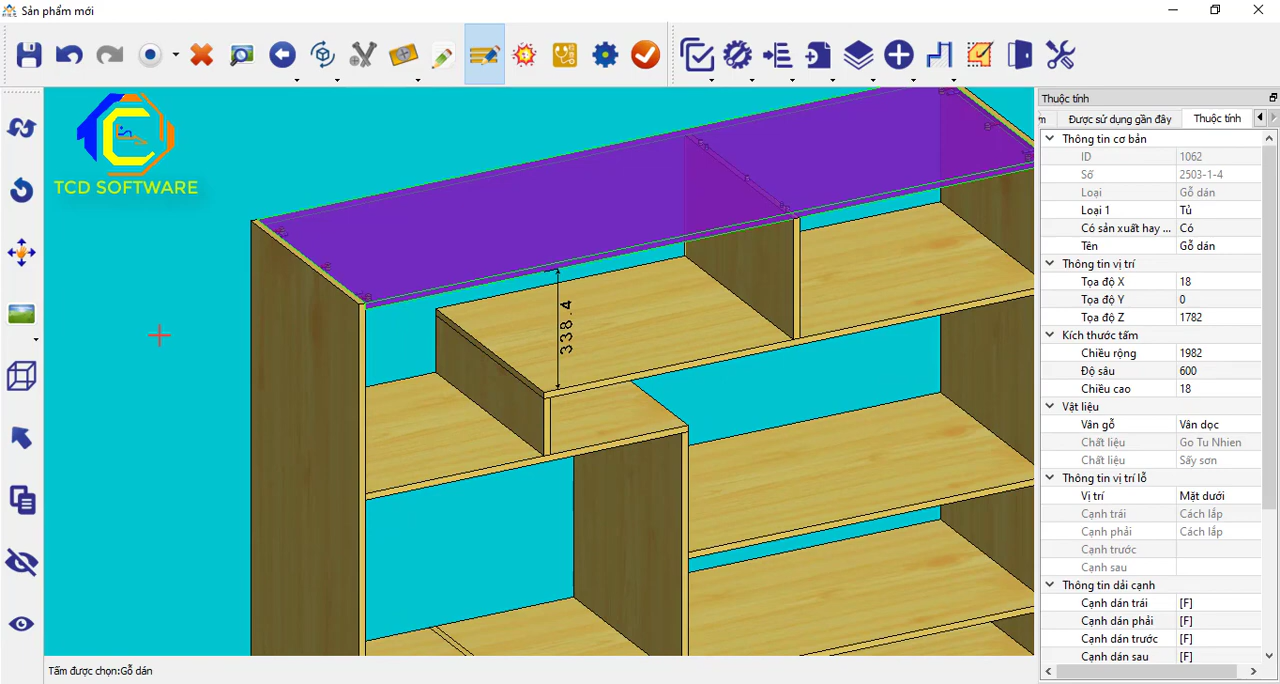 Sản phẩm mới
TCD SOFTWARE
338.4
Thuộc tính
Được sử dụng gần đây
Thuộc tính
Thông tin cơ bản
ID 1062
Số 2503-1-4
Loại Gỗ dán
Loại 1 Tủ
Có sản xuất hay ... Có
Tên Gỗ dán
Thông tin vị trí
Tọa độ X 18
Tọa độ Y 0
Tọa độ Z 1782
Kích thước tấm
Chiều rộng 1982
Độ sâu 600
Chiều cao 18
Vật liệu
Vân gỗ Vân dọc
Chất liệu Go Tu Nhien
Chất liệu Sấy sơn
Thông tin vị trí lỗ
Vị trí Mặt dưới
Cạnh trái Cách lắp
Cạnh phải Cách lắp
Cạnh trước
Cạnh sau
Thông tin dải cạnh
Cạnh dán trái [F]
Cạnh dán phải [F]
Cạnh dán trước [F]
Cạnh dán sau [F]
Tấm được chọn:Gỗ dán